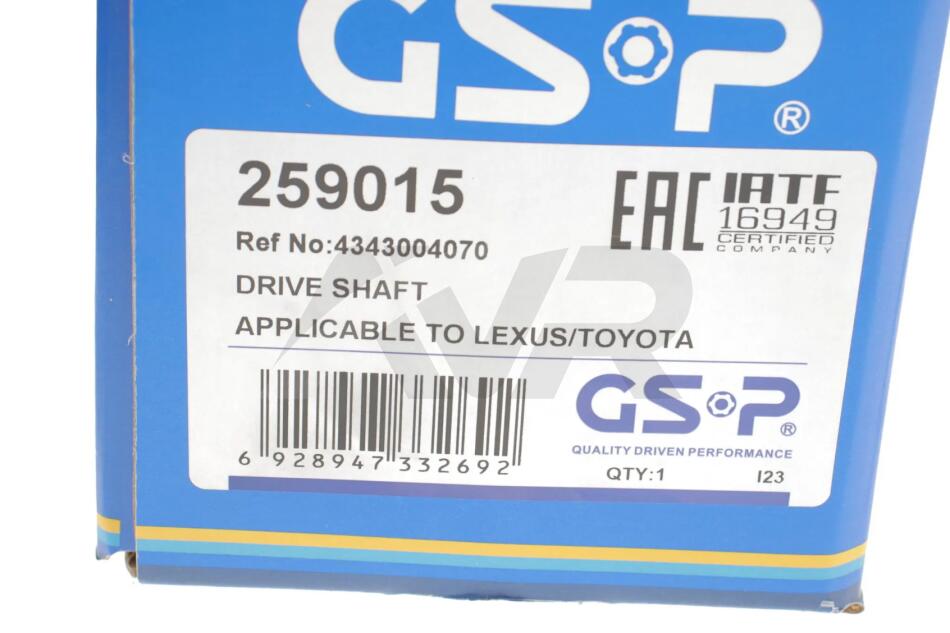 GSP®
259015
Ref No:4343004070
DRIVE SHAFT
APPLICABLE TO LEXUS/TOYOTA
EAC
IATF
16949
CERTIFIED
COMPANY
AVR
6 928947 332692
GSP®
QUALITY DRIVEN PERFORMANCE
QTY:1 I23